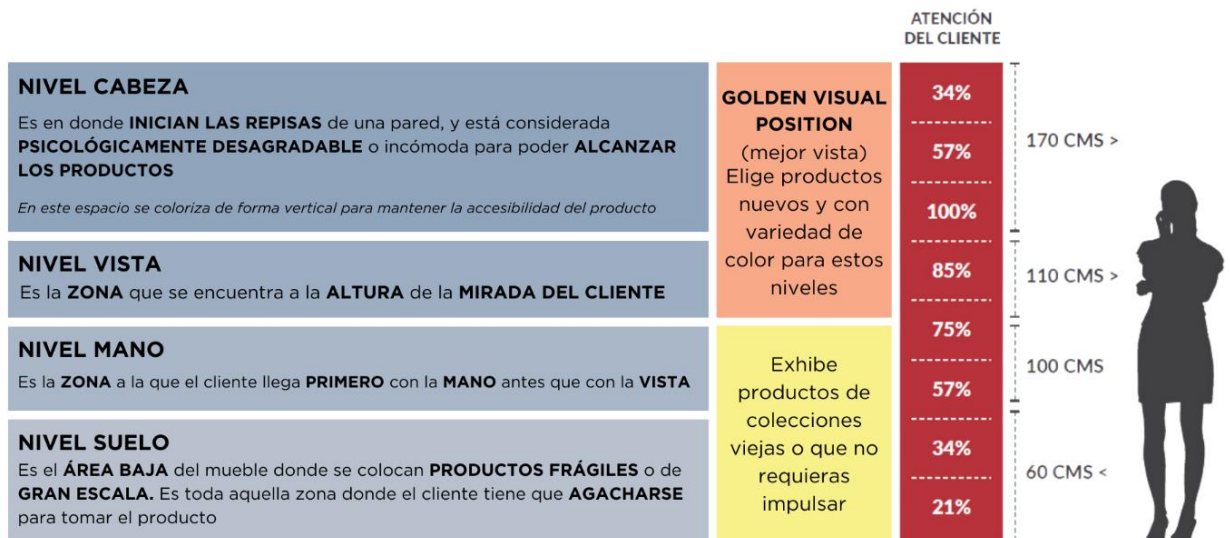 ATENCIÓN
DEL CLIENTE
NIVEL CABEZA
Es en donde INICIAN LAS REPISAS de una pared, y está considerada
PSICOLÓGICAMENTE DESAGRADABLE o incómoda para poder ALCANZAR
LOS PRODUCTOS
En este espacio se coloriza de forma vertical para mantener la accesibilidad del producto
NIVEL VISTA
Es la ZONA que se encuentra a la ALTURA de la MIRADA DEL CLIENTE
NIVEL MANO
Es la ZONA a la que el cliente llega PRIMERO con la MANO antes que con la VISTA
NIVEL SUELO
Es el ÁREA BAJA del mueble donde se colocan PRODUCTOS FRÁGILES o de
GRAN ESCALA. Es toda aquella zona donde el cliente tiene que AGACHARSE
para tomar el producto
GOLDEN VISUAL
POSITION
(mejor vista)
Elige productos
nuevos y con
variedad de
color para estos
niveles
Exhibe
productos de
colecciones
viejas o que no
requieras
impulsar
34%
57%
100%
85%
75%
57%
34%
21%
170 CMS >
110 CMS >
100 CMS
60 CMS <